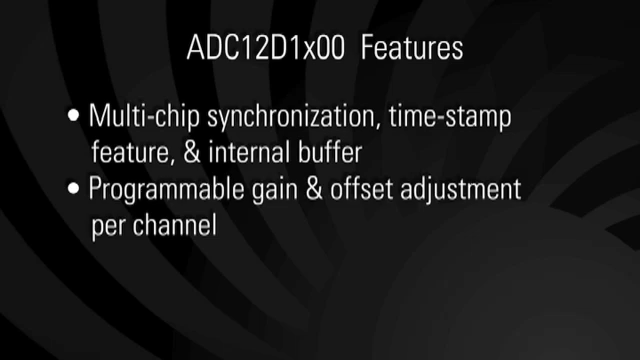 ADC12D1x00 Features
• Multi-chip synchronization, time-stamp
feature, & internal buffer
• Programmable gain & offset adjustment
per channel